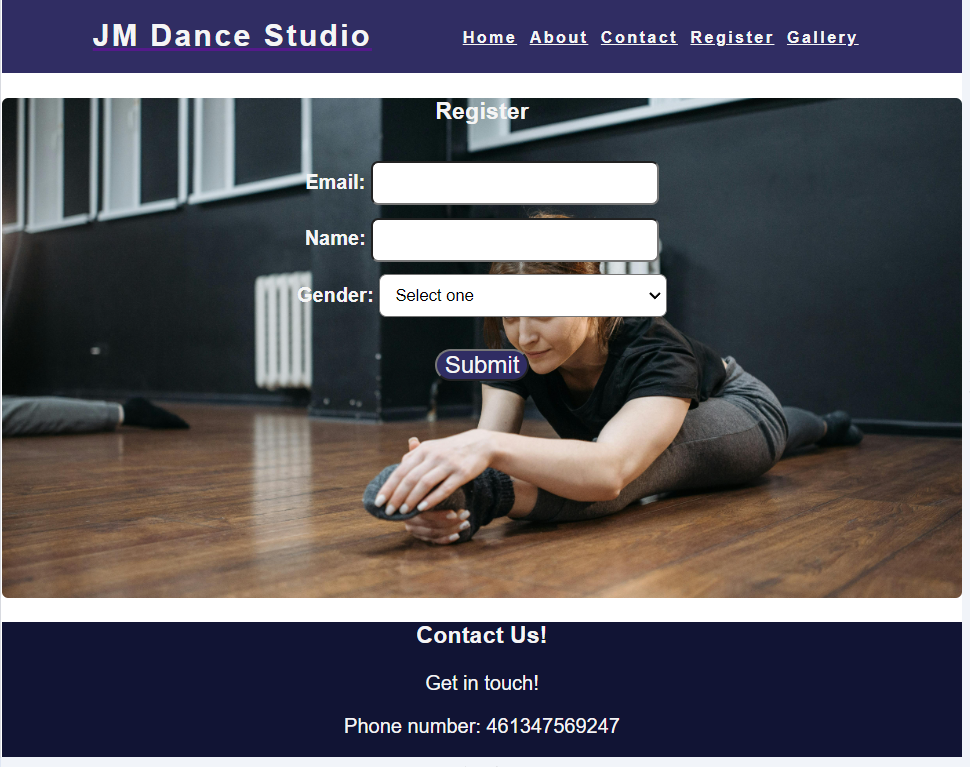 JM Dance Studio
Home About Contact Register Gallery
Register
Email:
Name:
Gender: Select one
Submit
Contact Us!
Get in touch!
Phone number: 461347569247